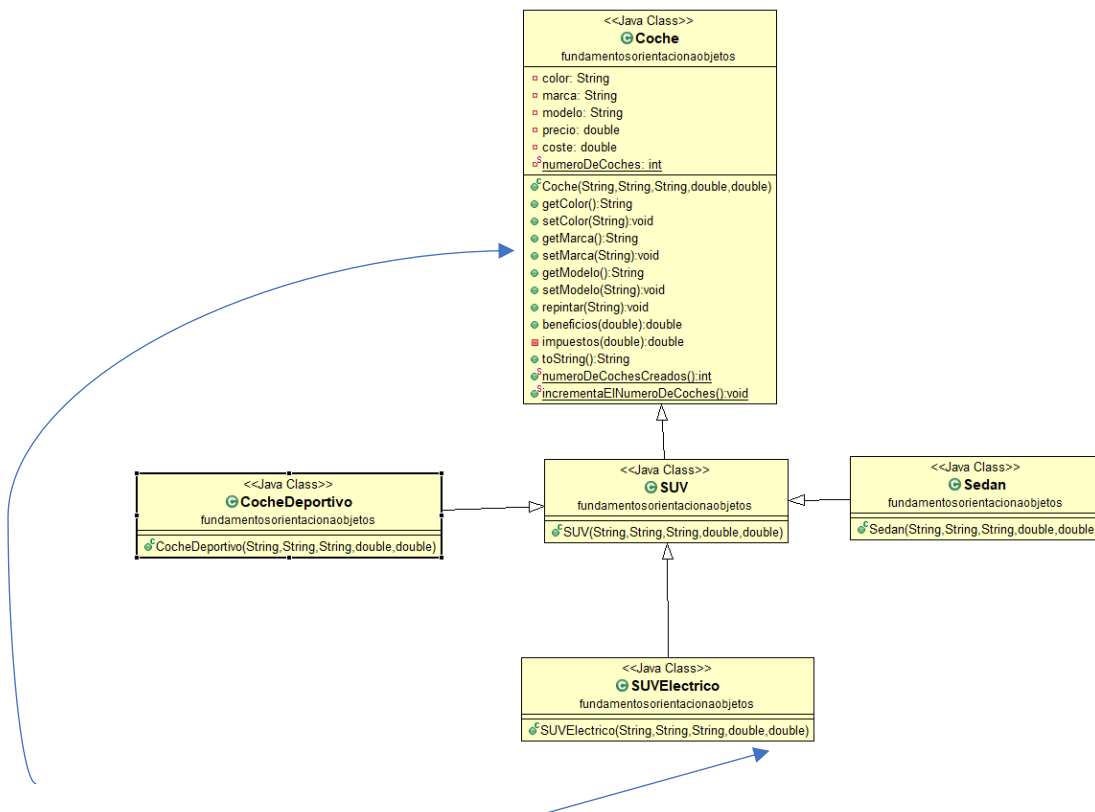 <<Java Class>>
Coche
fundamentosorientacionaobjetos
color: String
marca: String
modelo: String
precio: double
coste: double
numeroDeCoches: int
Coche(String,String,String,double,double)
getColor():String
setColor(String):void
getMarca():String
setMarca(String):void
getModelo():String
setModelo(String):void
repintar(String):void
beneficios(double):double
impuestos(double):double
toString():String
numeroDeCochesCreados():int
incrementaElNumeroDeCoches():void
<<Java Class>>
CocheDeportivo
fundamentosorientacionaobjetos
CocheDeportivo(String,String,String,double,double)
<<Java Class>>
SUV
fundamentosorientacionaobjetos
SUV(String,String,String,double,double)
<<Java Class>>
Sedan
fundamentosorientacionaobjetos
Sedan(String,String,String,double,double
<<Java Class>>
SUVElectrico
fundamentosorientacionaobjetos
SUVElectrico(String,String,String,double,double)